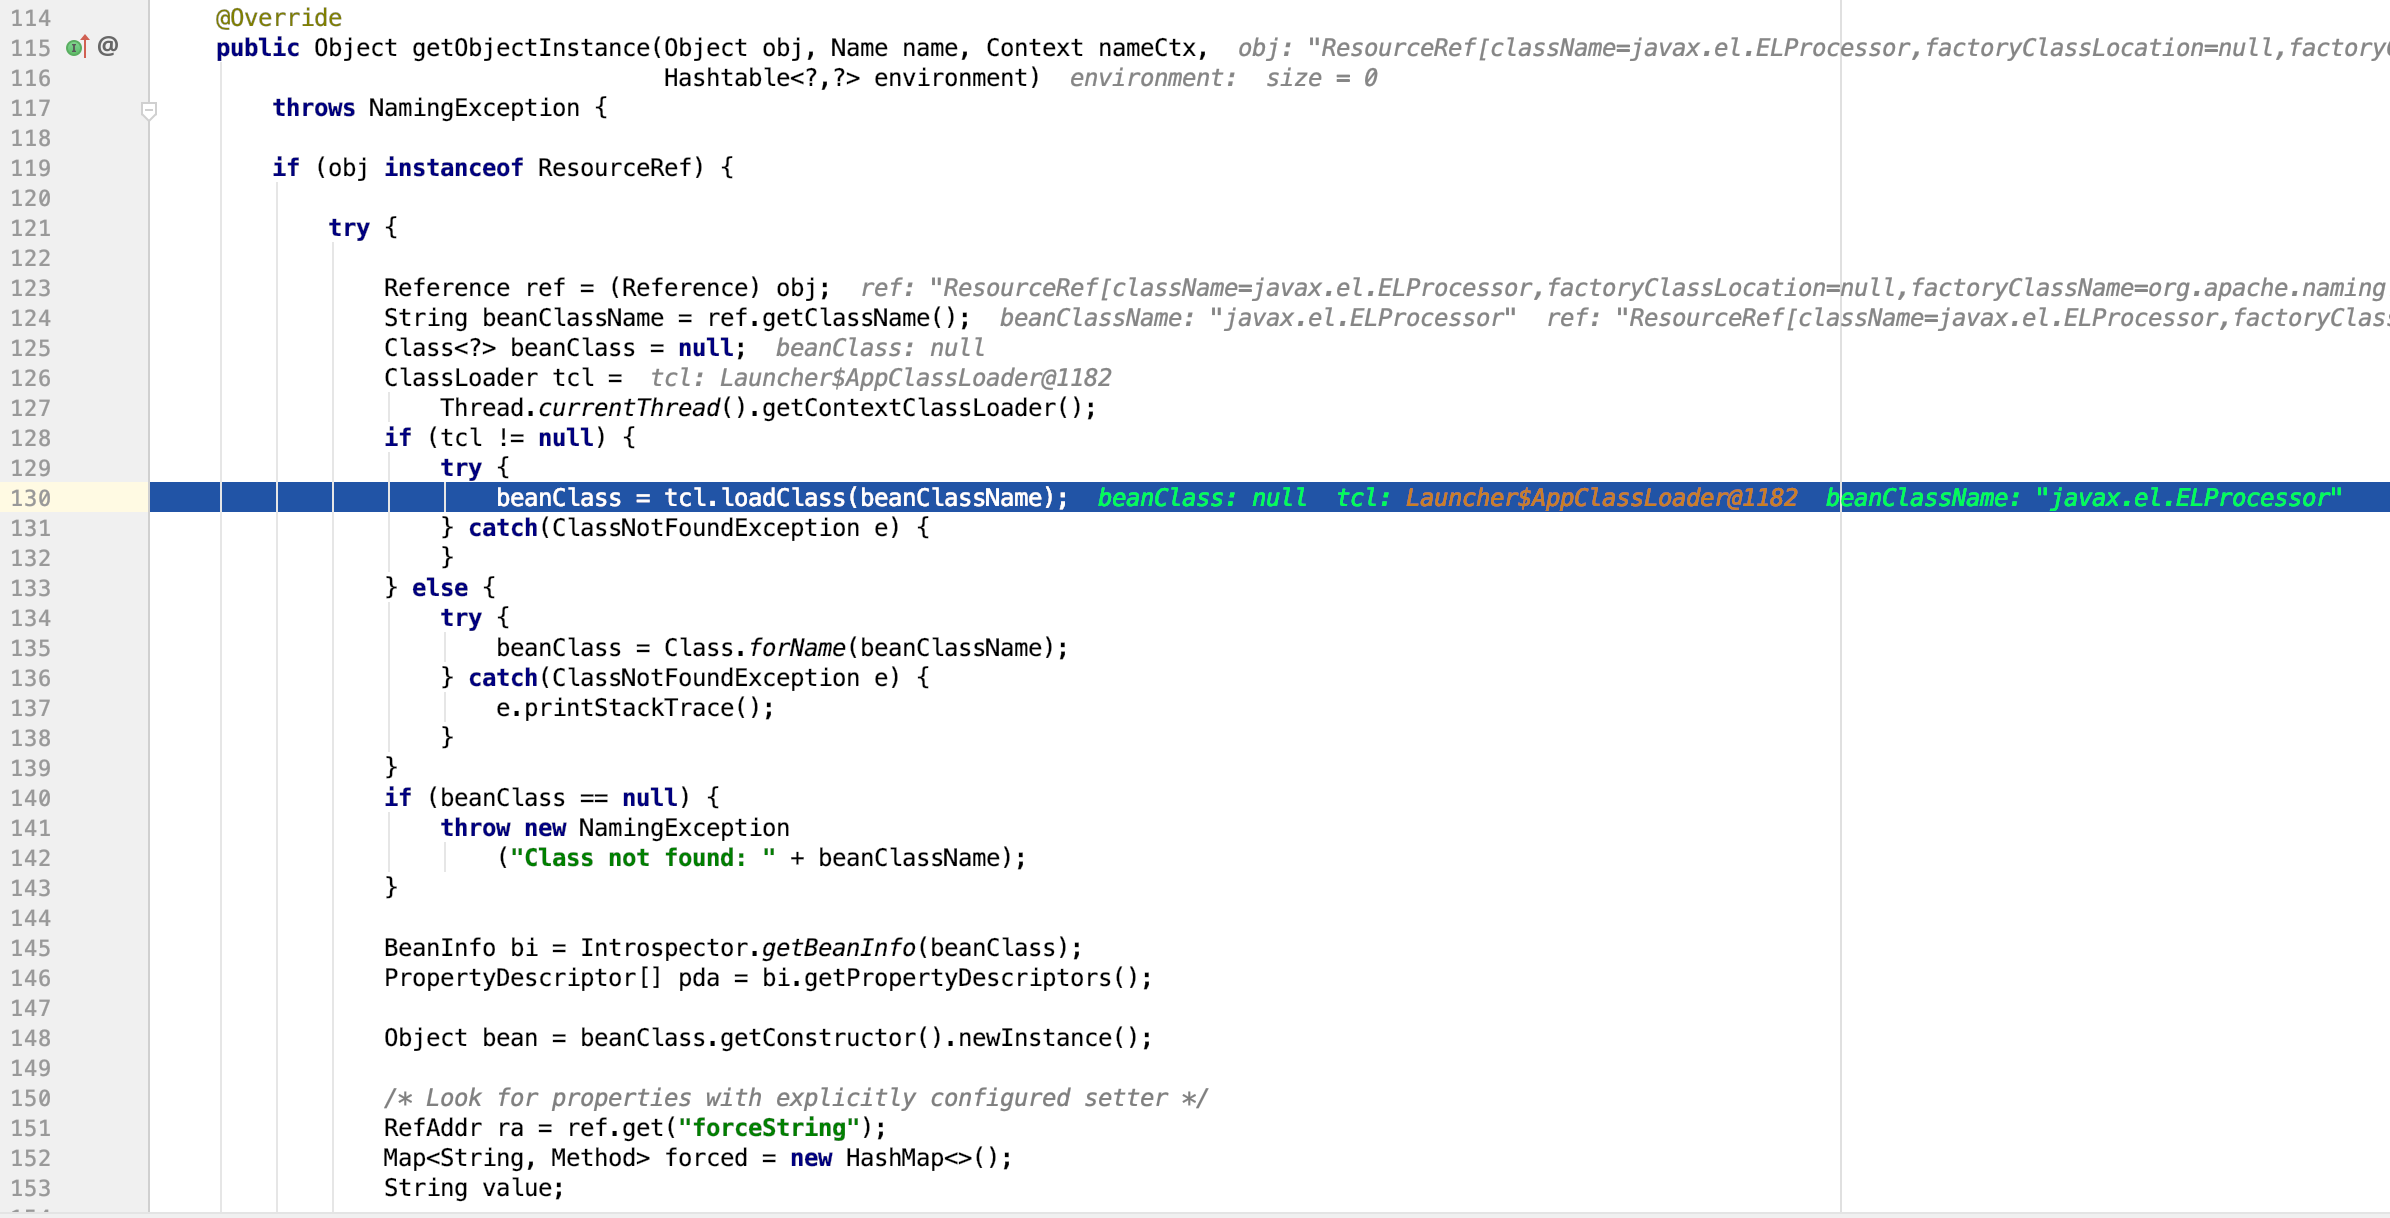 114 @Override
115 @ public Object getObjectInstance(Object obj, Name name, Context nameCtx, obj: "ResourceRef[className=javax.el.ELProcessor,factoryClassLocation=null,factory
116 Hashtable<?,?> environment) environment: size = 0
117 throws NamingException {
118
119 if (obj instanceof ResourceRef) {
120
121 try {
122
123 Reference ref = (Reference) obj; ref: "ResourceRef[className=javax.el.ELProcessor,factoryClassLocation=null,factoryClassName=org.apache.naming
124 String beanClassName = ref.getClassName(); beanClassName: "javax.el.ELProcessor" ref: "ResourceRef[className=javax.el.ELProcessor,factoryClas
125 Class<?> beanClass = null; beanClass: null
126 ClassLoader tcl = tcl: Launcher$AppClassLoader@1182
127 Thread.currentThread().getContextClassLoader();
128 if (tcl != null) {
129 try {
130 beanClass = tcl.loadClass(beanClassName); beanClass: null tcl: Launcher$AppClassLoader@1182 beanClassName: "javax.el.ELProcessor"
131 } catch(ClassNotFoundException e) {
132 }
133 } else {
134 try {
135 beanClass = Class.forName(beanClassName);
136 } catch(ClassNotFoundException e) {
137 e.printStackTrace();
138 }
139 }
140 if (beanClass == null) {
141 throw new NamingException
142 ("Class not found: " + beanClassName);
143 }
144
145 BeanInfo bi = Introspector.getBeanInfo(beanClass);
146 PropertyDescriptor[] pda = bi.getPropertyDescriptors();
147
148 Object bean = beanClass.getConstructor().newInstance();
149
150 /* Look for properties with explicitly configured setter */
151 RefAddr ra = ref.get("forceString");
152 Map<String, Method> forced = new HashMap<>();
153 String value;